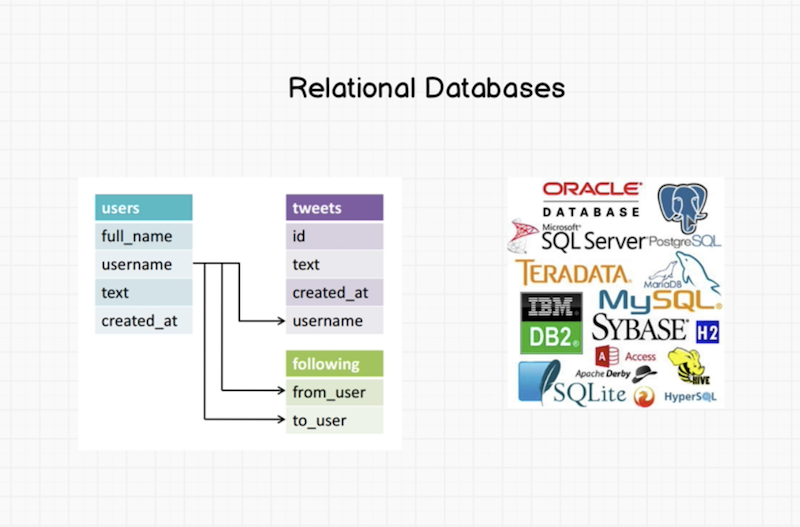 Relational Databases
users
full_name
username
text
created_at
tweets
id
text
created_at
username
following
from_user
to_user
ORACLE®
DATABASE
Microsoft®
SQL Server
PostgreSQL
TERADATA.
MariaDB
IBM.
DB2®
MySQL®
SYBASE®
H2
A Access
Apache Derby
HIVE
SQLite
HyperSQL